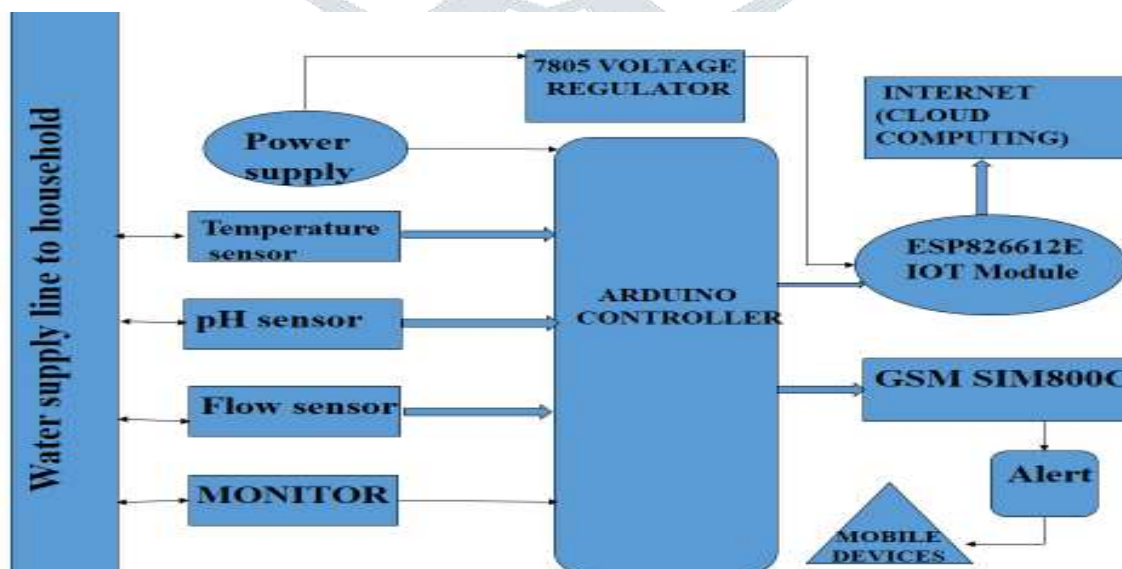 Water supply line to household
7805 VOLTAGE
REGULATOR
Power
supply
INTERNET
(CLOUD
COMPUTING)
Temperature
sensor
ESP826612E
IOT Module
pH sensor
ARDUINO
CONTROLLER
Flow sensor
GSM SIM800C
MONITOR
Alert
MOBILE
DEVICES